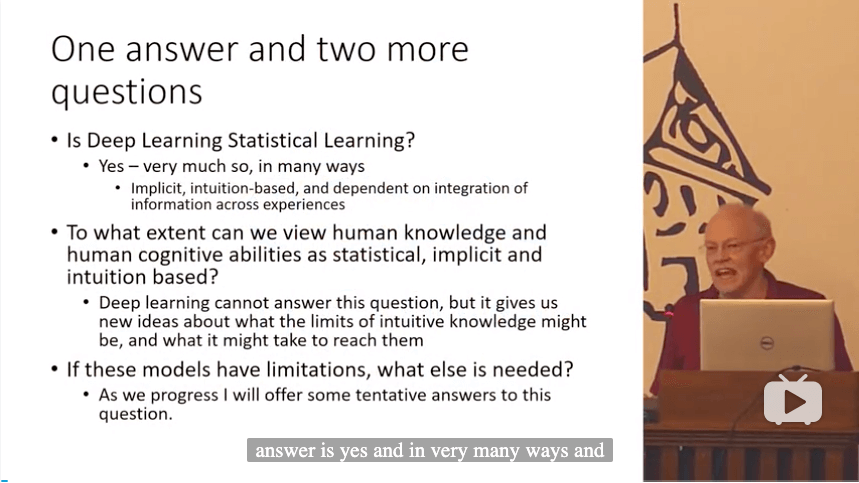 One answer and two more
questions
• Is Deep Learning Statistical Learning?
• Yes – very much so, in many ways
• Implicit, intuition-based, and dependent on integration of
information across experiences
• To what extent can we view human knowledge and
human cognitive abilities as statistical, implicit and
intuition based?
• Deep learning cannot answer this question, but it gives us
new ideas about what the limits of intuitive knowledge might
be, and what it might take to reach them
• If these models have limitations, what else is needed?
• As we progress I will offer some tentative answers to this
question.
DELL
answer is yes and in very many ways and